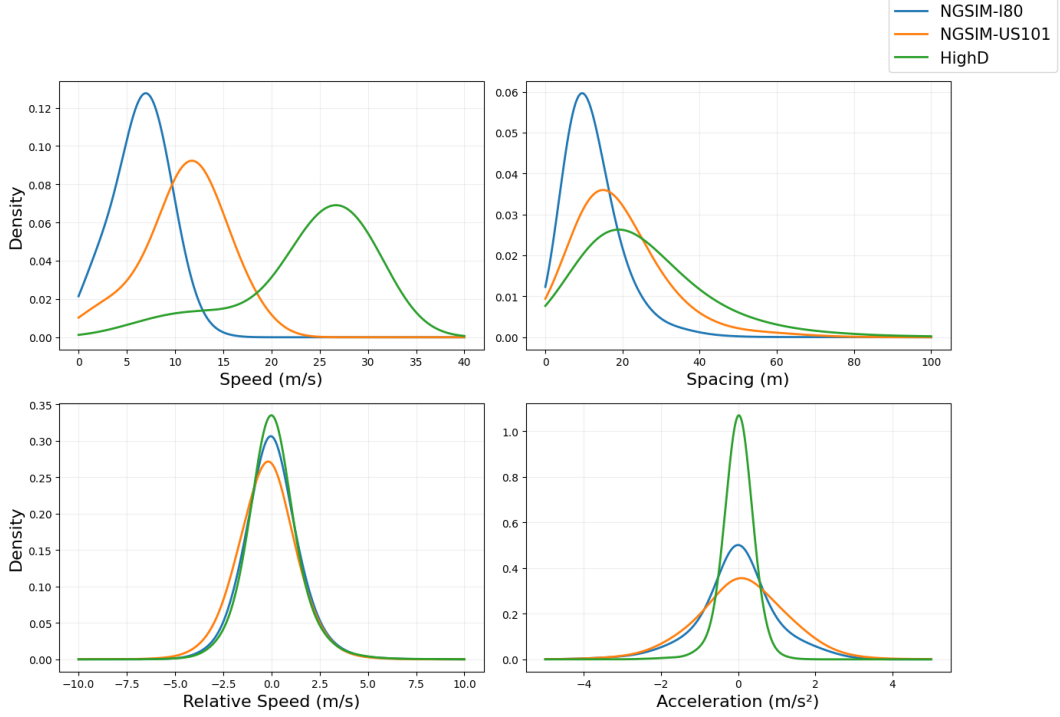 NGSIM-I80
NGSIM-US101
HighD
Density
0.12
0.10
0.08
0.06
0.04
0.02
0.00
0 5 10 15 20 25 30 35 40
Speed (m/s)
0.06
0.05
0.04
0.03
0.02
0.01
0.00
0 20 40 60 80 100
Spacing (m)
Density
0.35
0.30
0.25
0.20
0.15
0.10
0.05
0.00
−10.0 −7.5 −5.0 −2.5 0.0 2.5 5.0 7.5 10.0
Relative Speed (m/s)
1.0
0.8
0.6
0.4
0.2
0.0
−4 −2 0 2 4
Acceleration (m/s²)